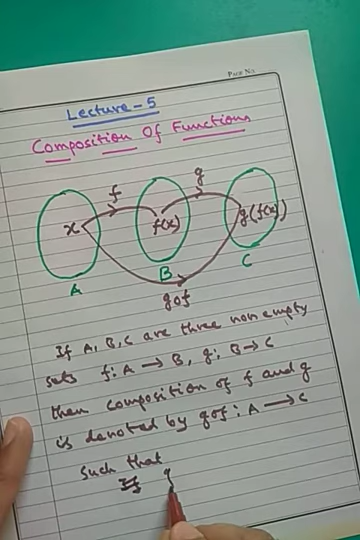 Page No.
Lecture - 5
Composition Of Functions
f
g
x
f(x)
g(f(x))
A
B
C
gof
If A, B, C are three non empty
sets f: A → B, g: B → C
then composition of f and g
is denoted by gof : A → C
such that